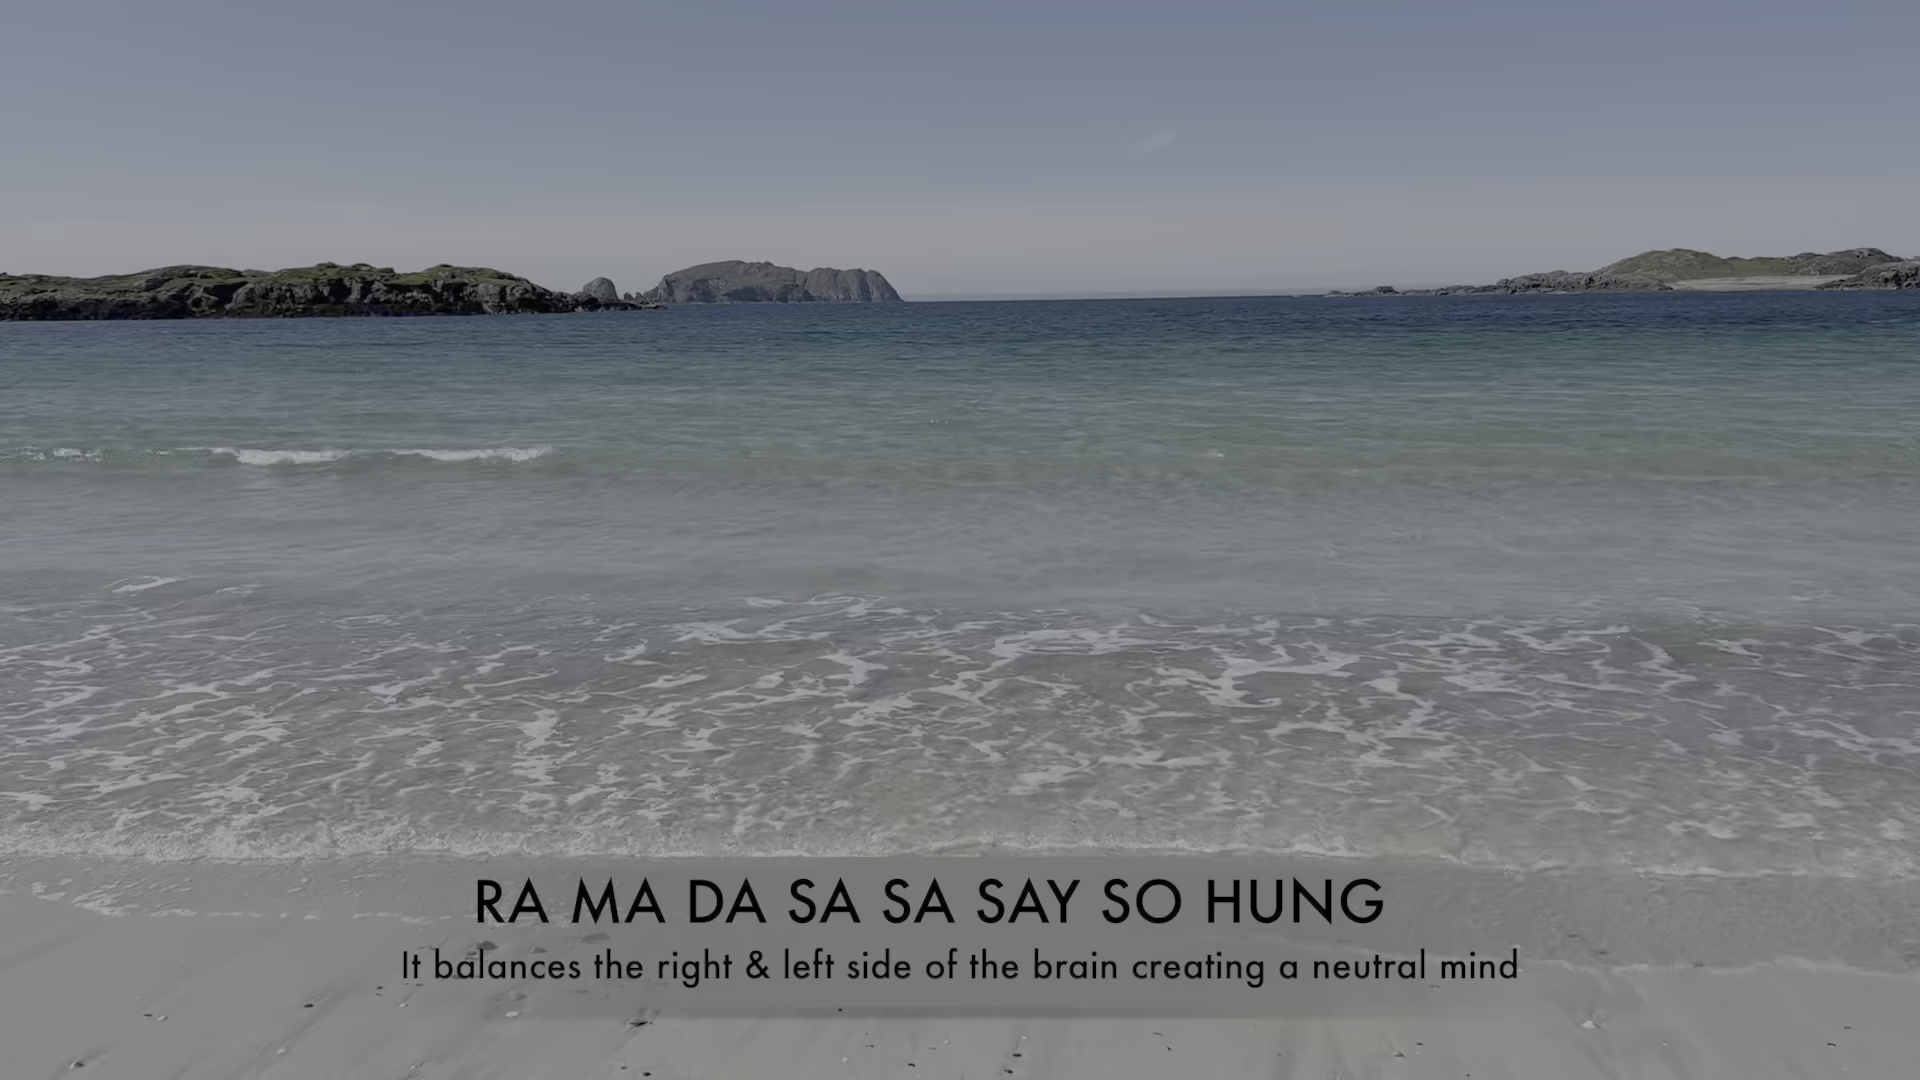 RA MA DA SA SA SAY SO HUNG
It balances the right & left side of the brain creating a neutral mind